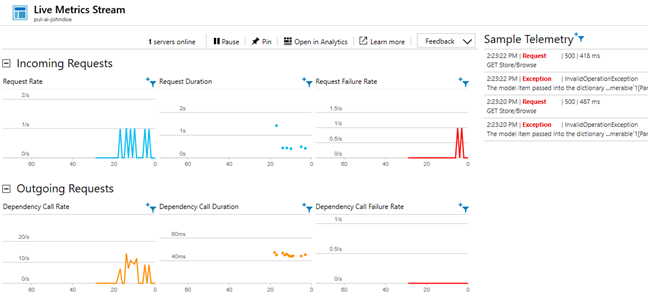 Live Metrics Stream
pul-ai-johndoe
1 servers online
Pause
Pin
Open in Analytics
Learn more
Feedback
Incoming Requests
Request Rate
2/s
1/s
0/s
60
40
20
0
Request Duration
2s
1s
0s
60
40
20
0
Request Failure Rate
1.5/s
1/s
0.5/s
0/s
60
40
20
0
Outgoing Requests
Dependency Call Rate
20/s
10/s
0/s
60
40
20
0
Dependency Call Duration
60ms
40ms
60
40
20
0
Dependency Call Failure Rate
1/s
0.5/s
0/s
60
40
20
0
Sample Telemetry
2:23:22 PM | Request | 500 | 418 ms
GET Store/Browse
2:23:22 PM | Exception | InvalidOperationException
The model item passed into the dictionary ...merable`1[Par
2:23:20 PM | Request | 500 | 487 ms
GET Store/Browse
2:23:20 PM | Exception | InvalidOperationException
The model item passed into the dictionary ...merable`1[Par